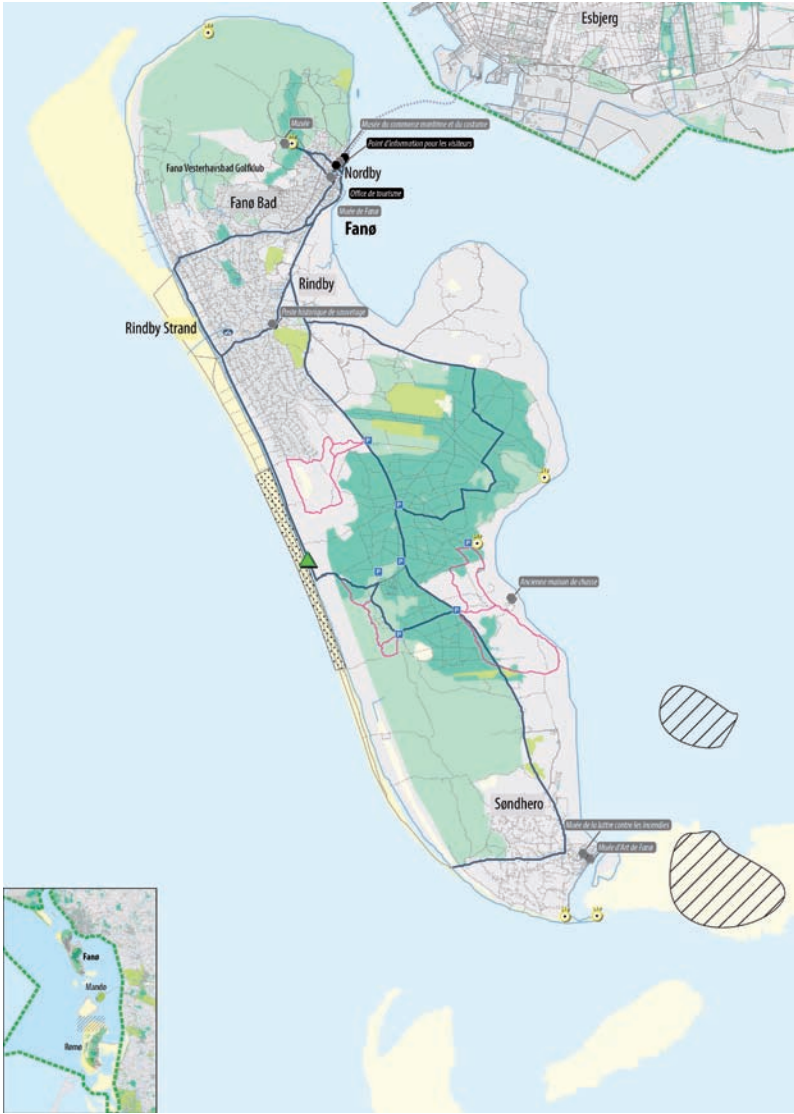 Esbjerg
Musée du commerce maritime et du costume
Musée
Point d'information pour les visiteurs
Fanø Vesterhavsbad Golfklub
Nordby
Office de tourisme
Fanø Bad
Musée de Fanø
Fanø
Rindby
Poste historique de sauvetage
Rindby Strand
P
P
P
P
P
Ancienne maison de chasse
P
P
Søndhero
Musée de la luttre contre les incendies
Musée d'Art de Fanø
Fanø
Mandø
Rømø